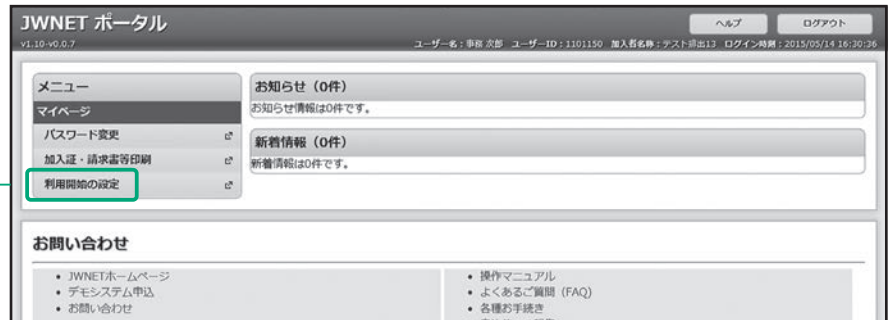 JWNET ポータル
ヘルプ
ログアウト
v1.10-v0.0.7
ユーザー名：事務 次郎 ユーザーID：1101150 加入者名称：テスト排出13 ログイン時刻：2015/05/14 16:30:36
メニュー
マイページ
パスワード変更
加入証・請求書等印刷
利用開始の設定
お知らせ（0件）
お知らせ情報は0件です。
新着情報（0件）
新着情報は0件です。
お問い合わせ
• JWNETホームページ
• デモシステム申込
• お問い合わせ
• 操作マニュアル
• よくあるご質問（FAQ）
• 各種お手続き